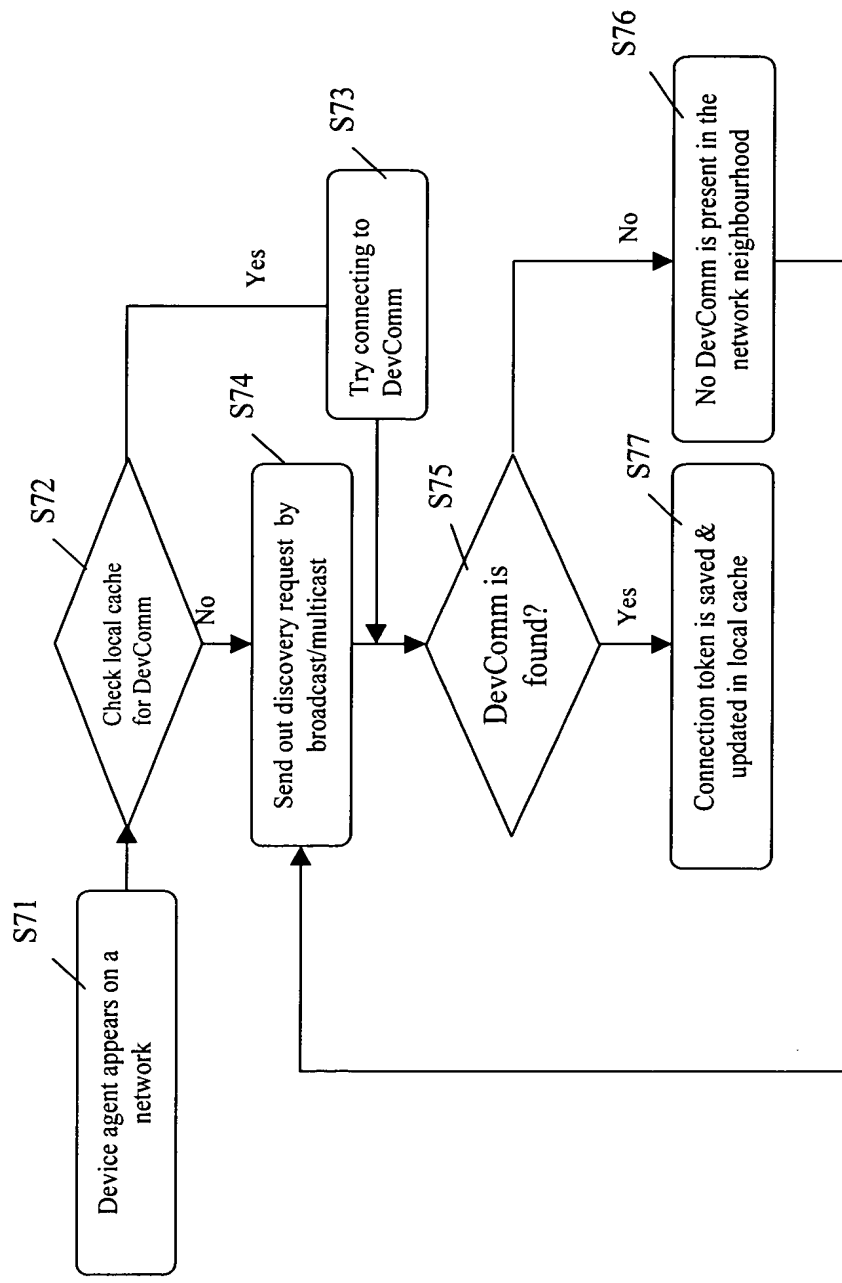 S71
Device agent appears on a
network
S72
Check local cache
for DevComm
Yes
No
S73
Try connecting to
DevComm
S74
Send out discovery request by
broadcast/multicast
S75
DevComm is
found?
No
Yes
S76
No DevComm is present in the
network neighbourhood
S77
Connection token is saved &
updated in local cache